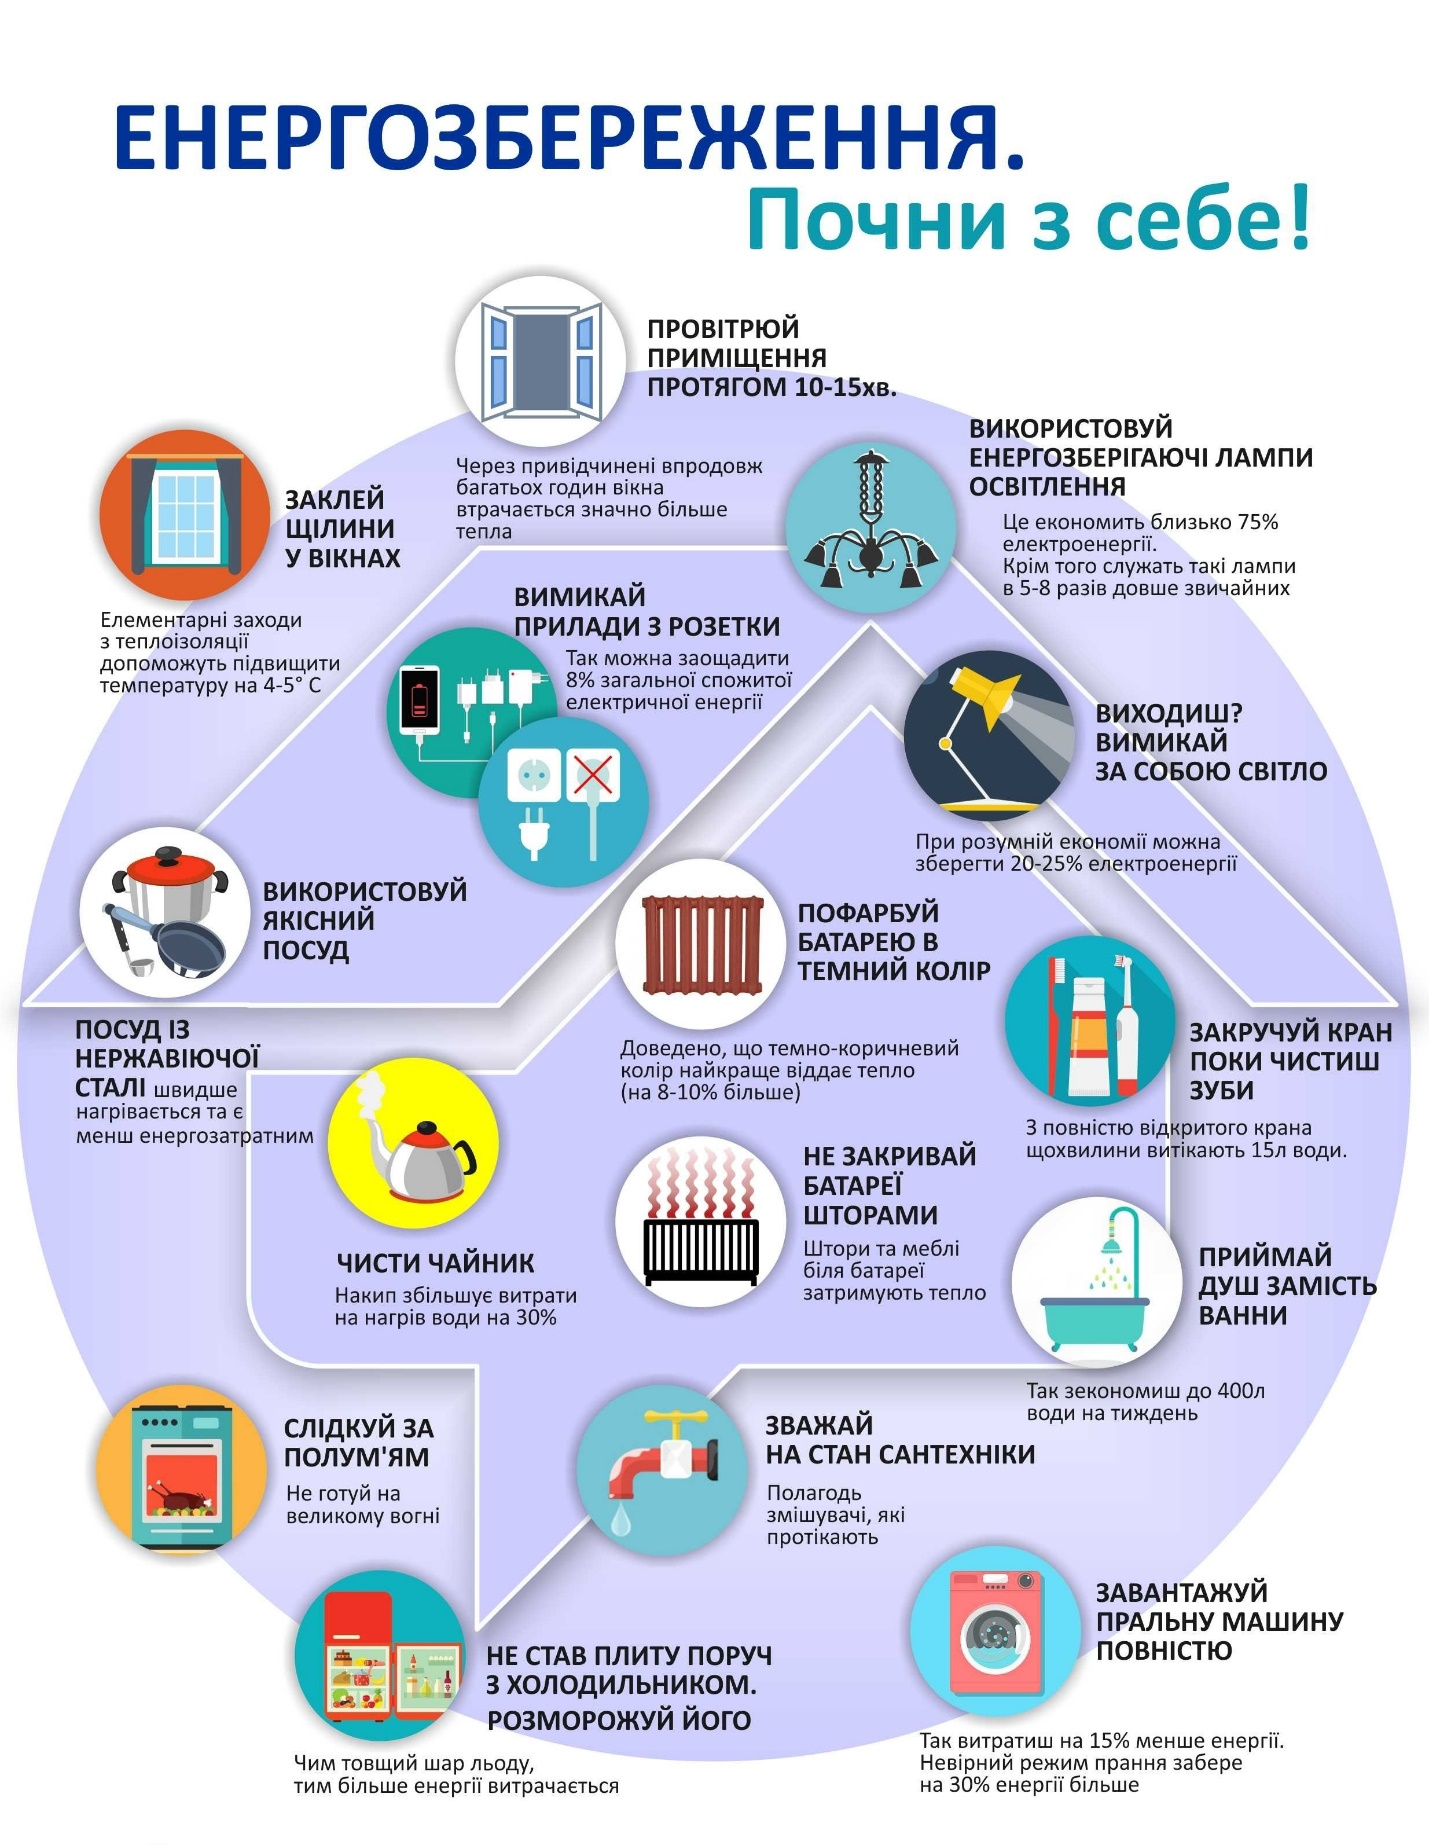 ЕНЕРГОЗБЕРЕЖЕННЯ.
Почни з себе!
ПРОВІТРЮЙ
ПРИМІЩЕННЯ
ПРОТЯГОМ 10-15хв.
Через привідчинені впродовж
багатьох годин вікна
втрачається значно більше
тепла
ВИКОРИСТОВУЙ
ЕНЕРГОЗБЕРІГАЮЧІ ЛАМПИ
ОСВІТЛЕННЯ
Це економить близько 75%
електроенергії.
Крім того служать такі лампи
в 5-8 разів довше звичайних
ЗАКЛЕЙ
ЩІЛИНИ
У ВІКНАХ
Елементарні заходи
з теплоізоляції
допоможуть підвищити
температуру на 4-5° С
ВИМИКАЙ
ПРИЛАДИ З РОЗЕТКИ
Так можна заощадити
8% загальної спожитої
електричної енергії
ВИХОДИШ?
ВИМИКАЙ
ЗА СОБОЮ СВІТЛО
При розумній економії можна
зберегти 20-25% електроенергії
ВИКОРИСТОВУЙ
ЯКІСНИЙ
ПОСУД
ПОСУД ІЗ
НЕРЖАВІЮЧОЇ
СТАЛІ швидше
нагрівається та є
менш енергозатратним
ПОФАРБУЙ
БАТАРЕЮ В
ТЕМНИЙ КОЛІР
Доведено, що темно-коричневий
колір найкраще віддає тепло
(на 8-10% більше)
ЗАКРУЧУЙ КРАН
ПОКИ ЧИСТИШ
ЗУБИ
З повністю відкритого крана
щохвилини витікають 15л води.
ЧИСТИ ЧАЙНИК
Накип збільшує витрати
на нагрів води на 30%
НЕ ЗАКРИВАЙ
БАТАРЕЇ
ШТОРАМИ
Штори та меблі
біля батареї
затримують тепло
ПРИЙМАЙ
ДУШ ЗАМІСТЬ
ВАННИ
Так зекономиш до 400л
води на тиждень
СЛІДКУЙ ЗА
ПОЛУМ'ЯМ
Не готуй на
великому вогні
ЗВАЖАЙ
НА СТАН САНТЕХНІКИ
Полагодь
змішувачі, які
протікають
НЕ СТАВ ПЛИТУ ПОРУЧ
З ХОЛОДИЛЬНИКОМ.
РОЗМОРОЖУЙ ЙОГО
Чим товщий шар льоду,
тим більше енергії витрачається
ЗАВАНТАЖУЙ
ПРАЛЬНУ МАШИНУ
ПОВНІСТЮ
Так витратиш на 15% менше енергії.
Невірний режим прання забере
на 30% енергії більше